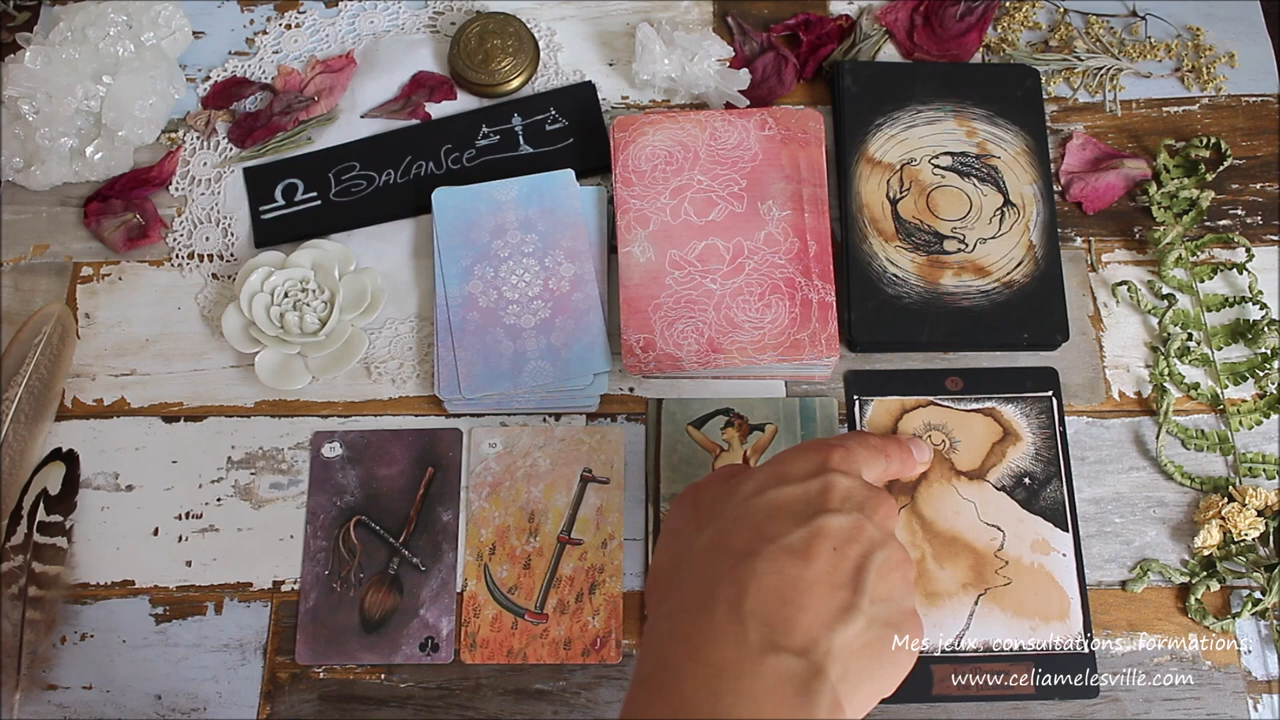 ♎ BALANCE
11
10
J
Mes jeux, consultations, formations:
www.celiamelesville.com